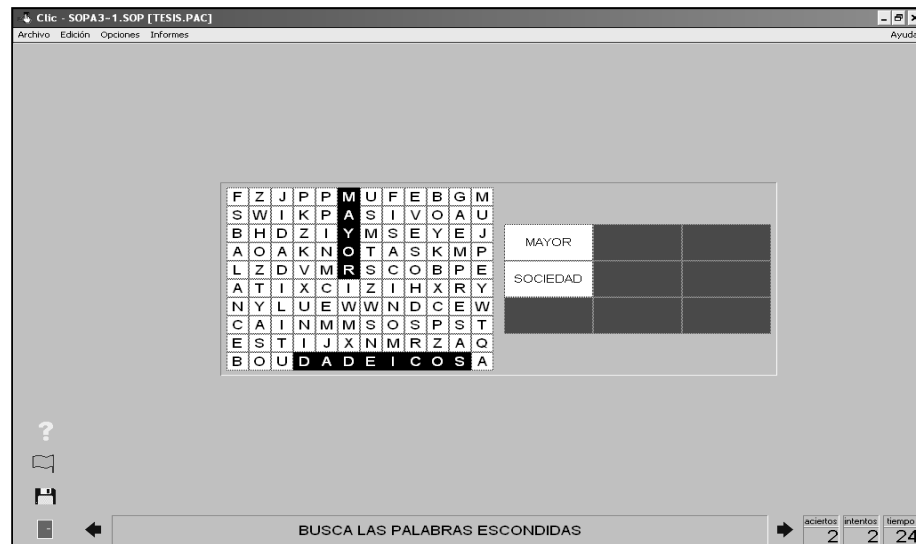 Clic - SOPA3-1.SOP [TESIS.PAC]
Archivo Edición Opciones Informes Ayuda
F Z J P P M U F E B G M
S W I K P A S I V O A U
B H D Z I Y M S E Y E J
A O A K N O T A S K M P
L Z D V M R S C O B P E
A T I X C I Z I H X R Y
N Y L U E W W N D C E W
C A I N M M S O S P S T
E S T I J X N M R Z A Q
B O U D A D E I C O S A
MAYOR
SOCIEDAD
?
BUSCA LAS PALABRAS ESCONDIDAS
aciertos intentos tiempo
2 2 24